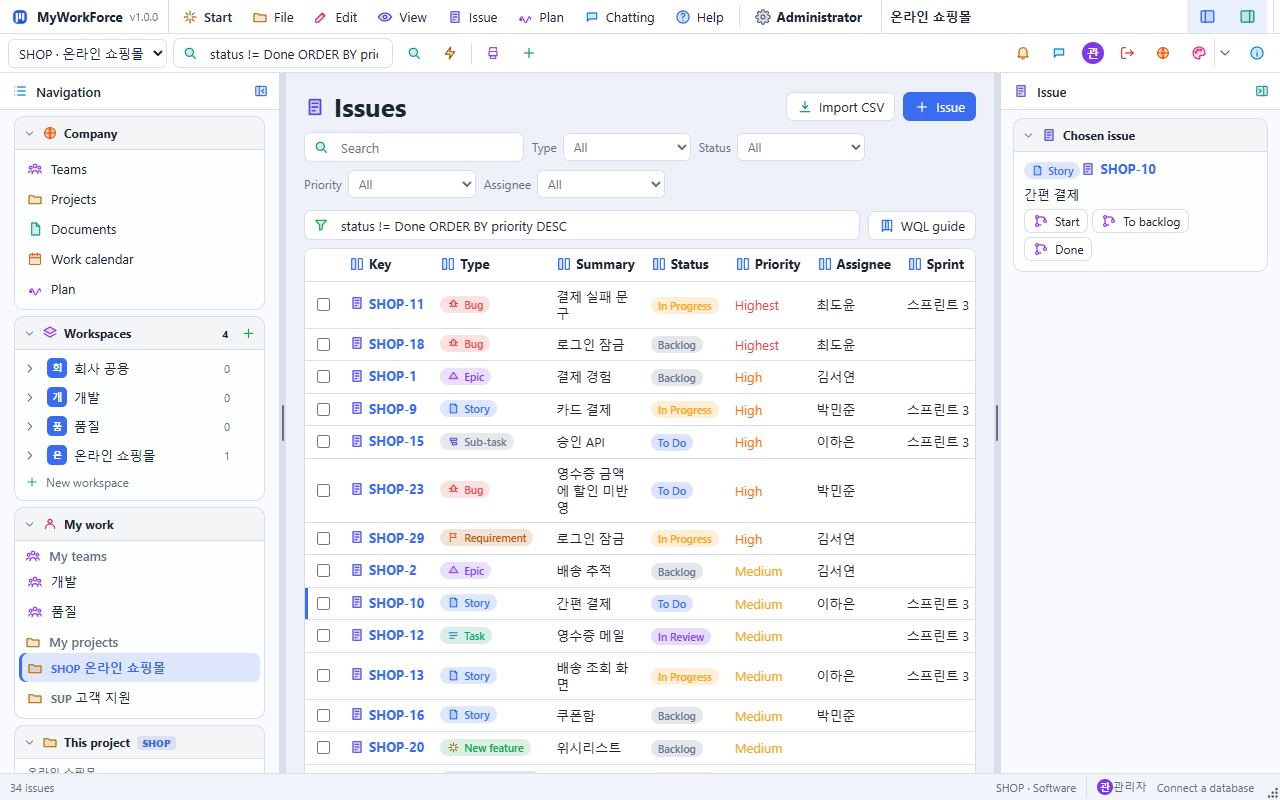 MyWorkForce v1.0.0 Start File Edit View Issue Plan Chatting Help Administrator 온라인 쇼핑몰
SHOP · 온라인 쇼핑몰 status != Done ORDER BY pric 관
Navigation
Company
Teams
Projects
Documents
Work calendar
Plan
Workspaces 4
회 회사 공용 0
개 개발 0
품 품질 0
온 온라인 쇼핑몰 1
New workspace
My work
My teams
개발
품질
My projects
SHOP 온라인 쇼핑몰
SUP 고객 지원
This project SHOP
온라인 쇼핑몰
Issues
Import CSV Issue
Search Type All Status All
Priority All Assignee All
status != Done ORDER BY priority DESC WQL guide
Key Type Summary Status Priority Assignee Sprint
SHOP-11 Bug 결제 실패 문구 In Progress Highest 최도윤 스프린트 3
SHOP-18 Bug 로그인 잠금 Backlog Highest 최도윤
SHOP-1 Epic 결제 경험 Backlog High 김서연
SHOP-9 Story 카드 결제 In Progress High 박민준 스프린트 3
SHOP-15 Sub-task 승인 API To Do High 이하은 스프린트 3
SHOP-23 Bug 영수증 금액에 할인 미반영 To Do High 박민준
SHOP-29 Requirement 로그인 잠금 In Progress High 김서연
SHOP-2 Epic 배송 추적 Backlog Medium 김서연
SHOP-10 Story 간편 결제 To Do Medium 이하은 스프린트 3
SHOP-12 Task 영수증 메일 In Review Medium 스프린트 3
SHOP-13 Story 배송 조회 화면 In Progress Medium 이하은 스프린트 3
SHOP-16 Story 쿠폰함 Backlog Medium 박민준
SHOP-20 New feature 위시리스트 Backlog Medium
Issue
Chosen issue
Story SHOP-10
간편 결제
Start To backlog
Done
34 issues SHOP · Software 관 관리자 Connect a database